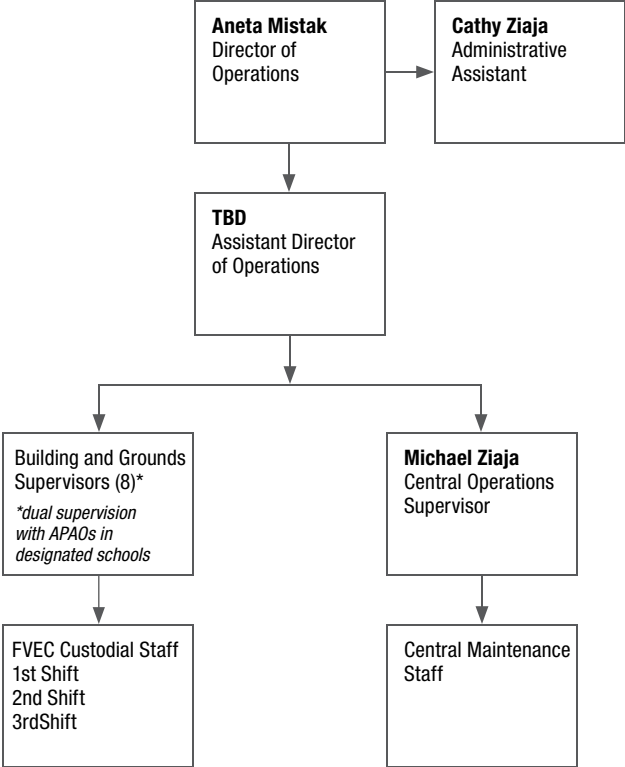 Aneta Mistak
Director of
Operations
Cathy Ziaja
Administrative
Assistant
TBD
Assistant Director
of Operations
Building and Grounds
Supervisors (8)*
*dual supervision
with APAOs in
designated schools
Michael Ziaja
Central Operations
Supervisor
FVEC Custodial Staff
1st Shift
2nd Shift
3rdShift
Central Maintenance
Staff